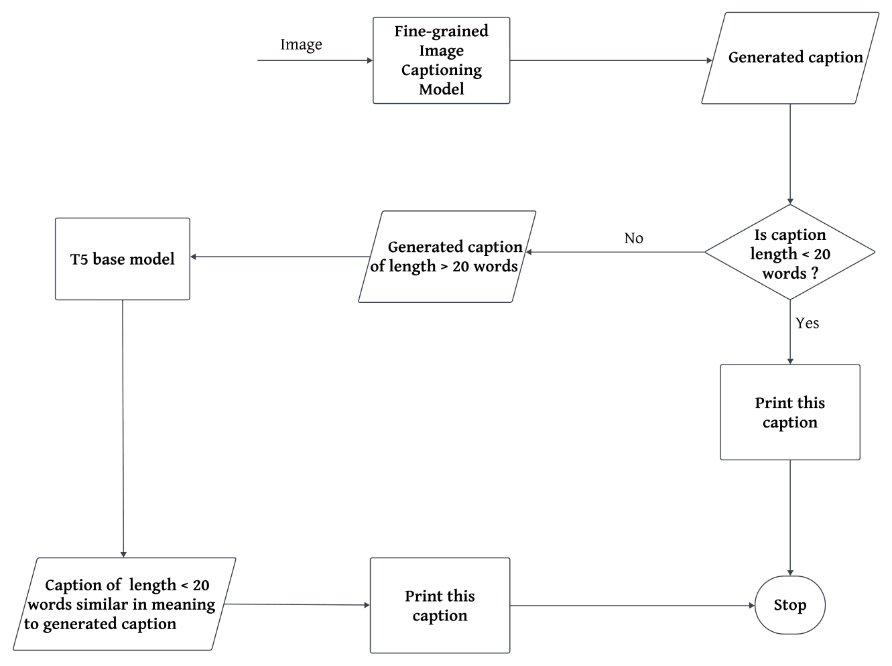 Image
Fine-grained
Image
Captioning
Model
Generated caption
Is caption
length < 20
words ?
No
Generated caption
of length > 20 words
T5 base model
Yes
Print this
caption
Caption of length < 20
words similar in meaning
to generated caption
Print this
caption
Stop